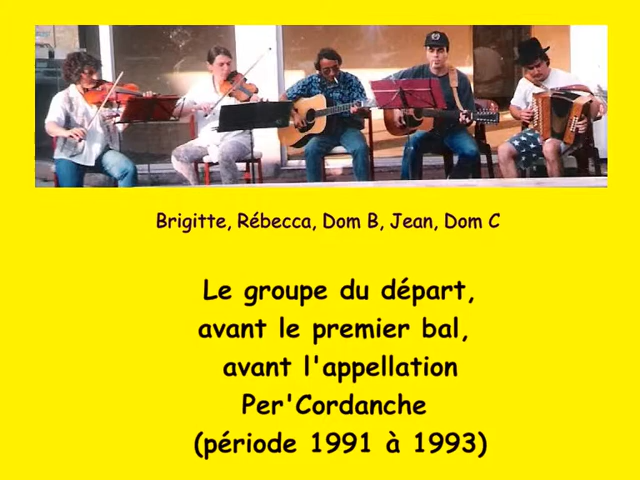 Brigitte, Rébecca, Dom B, Jean, Dom C
Le groupe du départ,
avant le premier bal,
avant l'appellation
Per'Cordanche
(période 1991 à 1993)